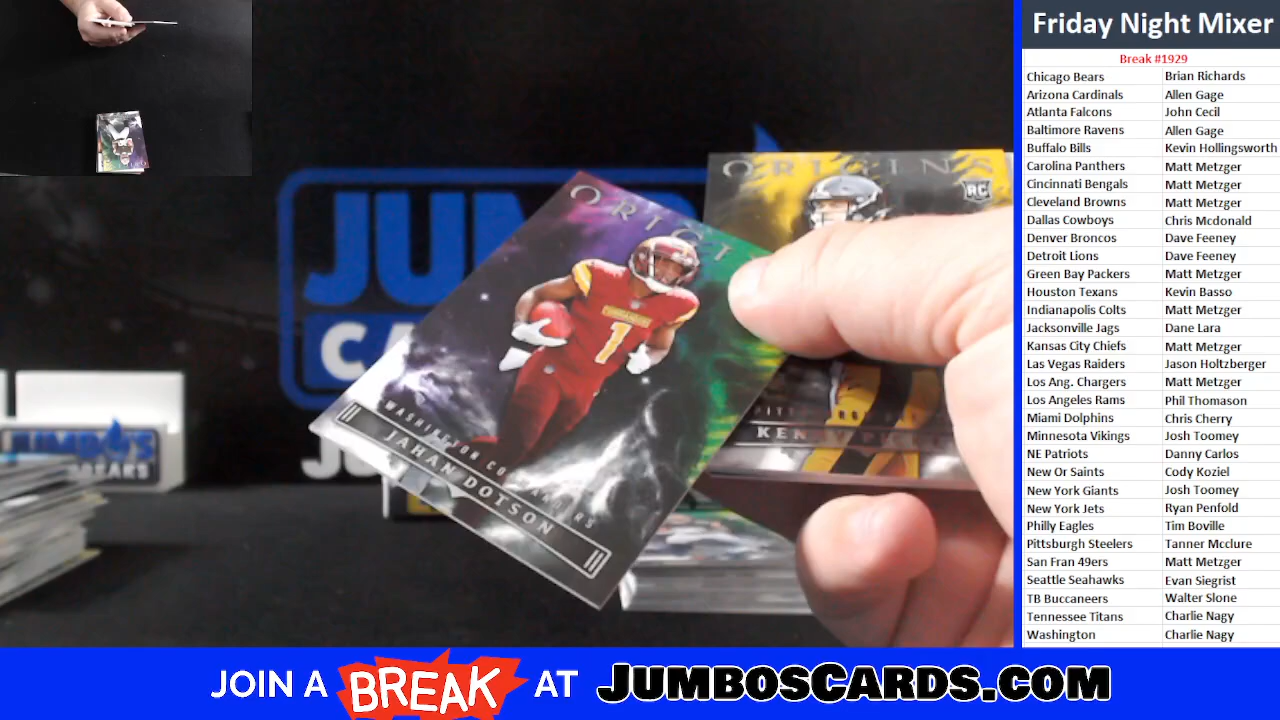 Friday Night Mixer
Break #1929
Chicago Bears Brian Richards
Arizona Cardinals Allen Gage
Atlanta Falcons John Cecil
Baltimore Ravens Allen Gage
Buffalo Bills Kevin Hollingsworth
Carolina Panthers Matt Metzger
Cincinnati Bengals Matt Metzger
Cleveland Browns Matt Metzger
Dallas Cowboys Chris Mcdonald
Denver Broncos Dave Feeney
Detroit Lions Dave Feeney
Green Bay Packers Matt Metzger
Houston Texans Kevin Basso
Indianapolis Colts Matt Metzger
Jacksonville Jags Dane Lara
Kansas City Chiefs Matt Metzger
Las Vegas Raiders Jason Holtzberger
Los Ang. Chargers Matt Metzger
Los Angeles Rams Phil Thomason
Miami Dolphins Chris Cherry
Minnesota Vikings Josh Toomey
NE Patriots Danny Carlos
New Or Saints Cody Koziel
New York Giants Josh Toomey
New York Jets Ryan Penfold
Philly Eagles Tim Boville
Pittsburgh Steelers Tanner Mcclure
San Fran 49ers Matt Metzger
Seattle Seahawks Evan Siegrist
TB Buccaneers Walter Slone
Tennessee Titans Charlie Nagy
Washington Charlie Nagy
ORIGINS
RC
1
WASHINGTON COMMANDERS
JAHAN DOTSON
JUMBO'S
BREAKS
JOIN A BREAK AT JUMBOSCARDS.COM